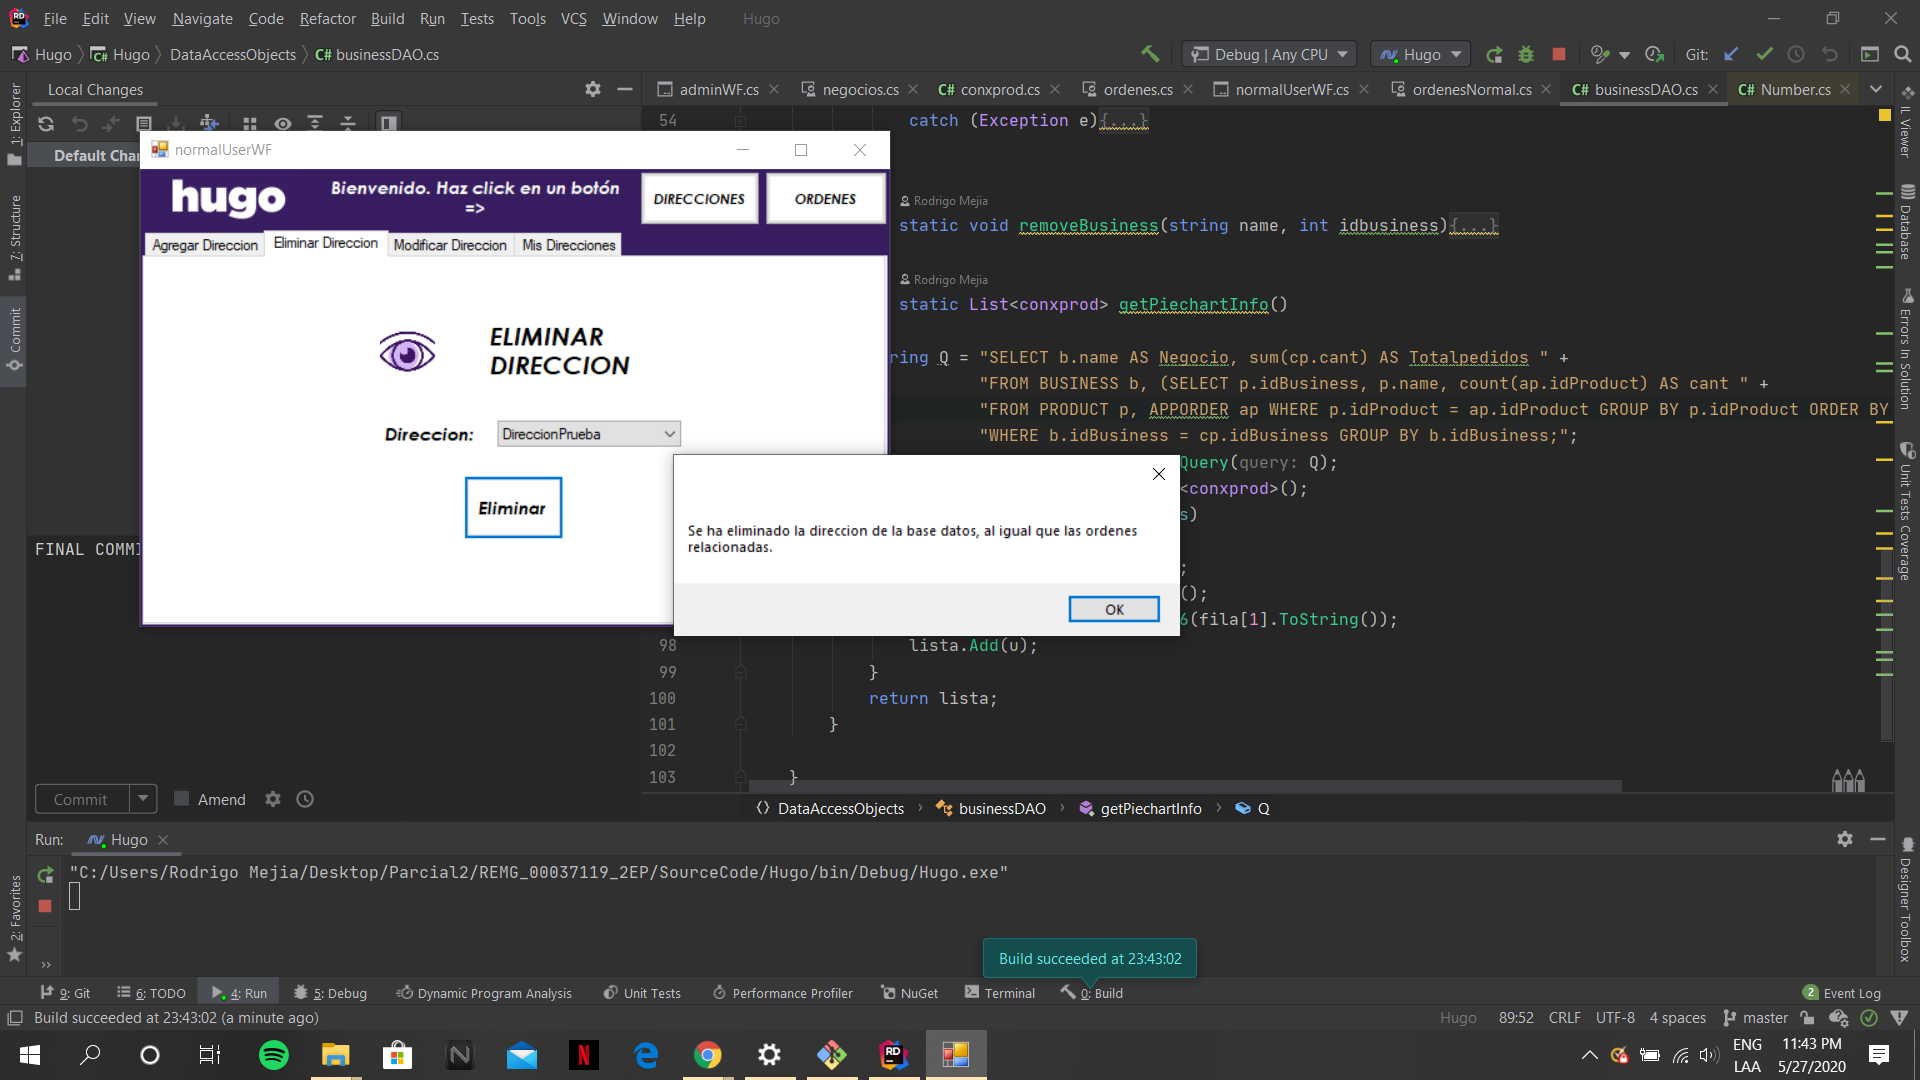 File Edit View Navigate Code Refactor Build Run Tests Tools VCS Window Help Hugo
Hugo Hugo DataAccessObjects C# businessDAO.cs
Debug | Any CPU Hugo Git:
Local Changes
adminWF.cs negocios.cs C# conxprod.cs ordenes.cs normalUserWF.cs ordenesNormal.cs C# businessDAO.cs C# Number.cs
1: Explorer
7: Structure
Commit
2: Favorites
Default Cha
FINAL COMMI
normalUserWF
hugo
Bienvenido. Haz click en un botón
=>
DIRECCIONES ORDENES
Agregar Direccion Eliminar Direccion Modificar Direccion Mis Direcciones
ELIMINAR
DIRECCION
Direccion: DireccionPrueba
Eliminar
Se ha eliminado la direccion de la base datos, al igual que las ordenes
relacionadas.
OK
54 catch (Exception e){...}
Rodrigo Mejia
static void removeBusiness(string name, int idbusiness){...}
Rodrigo Mejia
static List<conxprod> getPiechartInfo()
ring Q = "SELECT b.name AS Negocio, sum(cp.cant) AS Totalpedidos " +
"FROM BUSINESS b, (SELECT p.idBusiness, p.name, count(ap.idProduct) AS cant " +
"FROM PRODUCT p, APPORDER ap WHERE p.idProduct = ap.idProduct GROUP BY p.idProduct ORDER BY
"WHERE b.idBusiness = cp.idBusiness GROUP BY b.idBusiness;";
Query(query: Q);
<conxprod>();
s)
;
();
6(fila[1].ToString());
98 lista.Add(u);
99 }
100 return lista;
101 }
102
103 }
IL Viewer
Database
Errors In Solution
Unit Tests Coverage
Designer Toolbox
Commit Amend
DataAccessObjects businessDAO getPiechartInfo Q
Run: Hugo
"C:/Users/Rodrigo Mejia/Desktop/Parcial2/REMG_00037119_2EP/SourceCode/Hugo/bin/Debug/Hugo.exe"
Build succeeded at 23:43:02
9: Git 6: TODO 4: Run 5: Debug Dynamic Program Analysis Unit Tests Performance Profiler NuGet Terminal 0: Build 2 Event Log
Build succeeded at 23:43:02 (a minute ago) Hugo 89:52 CRLF UTF-8 4 spaces master
ENG 11:43 PM
LAA 5/27/2020